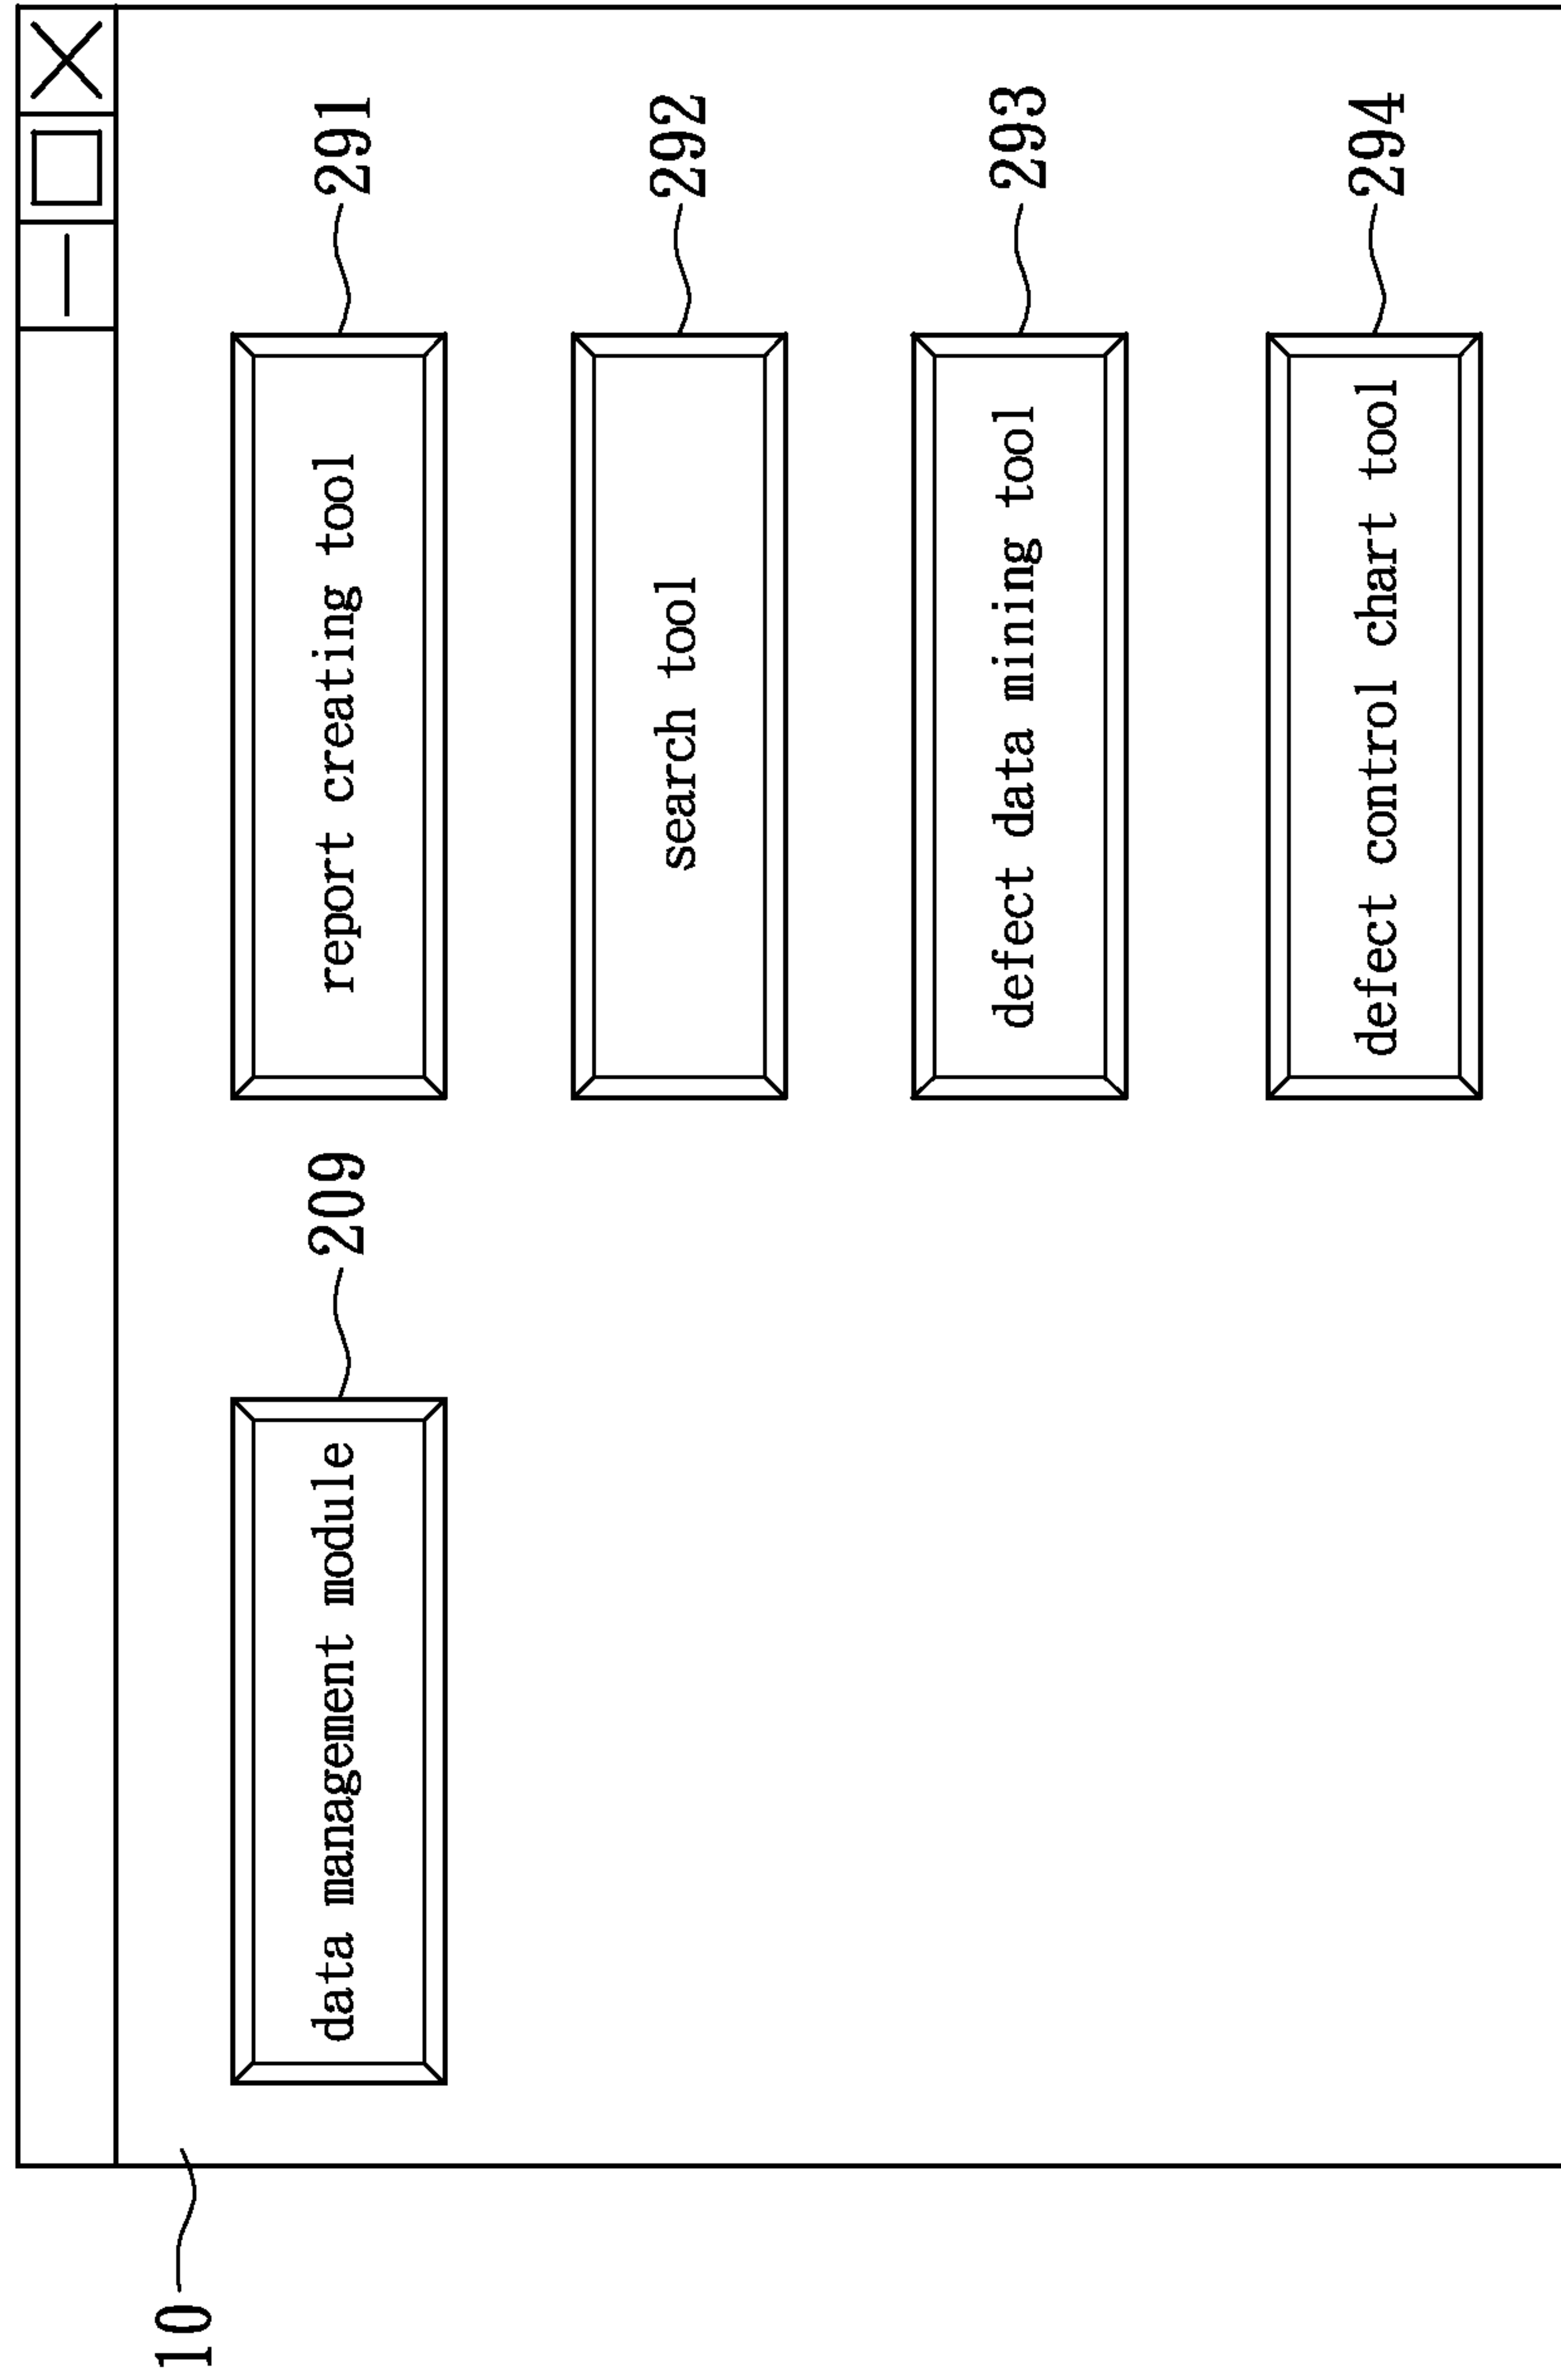 10
data management module
209
report creating tool
291
search tool
292
defect data mining tool
293
defect control chart tool
294